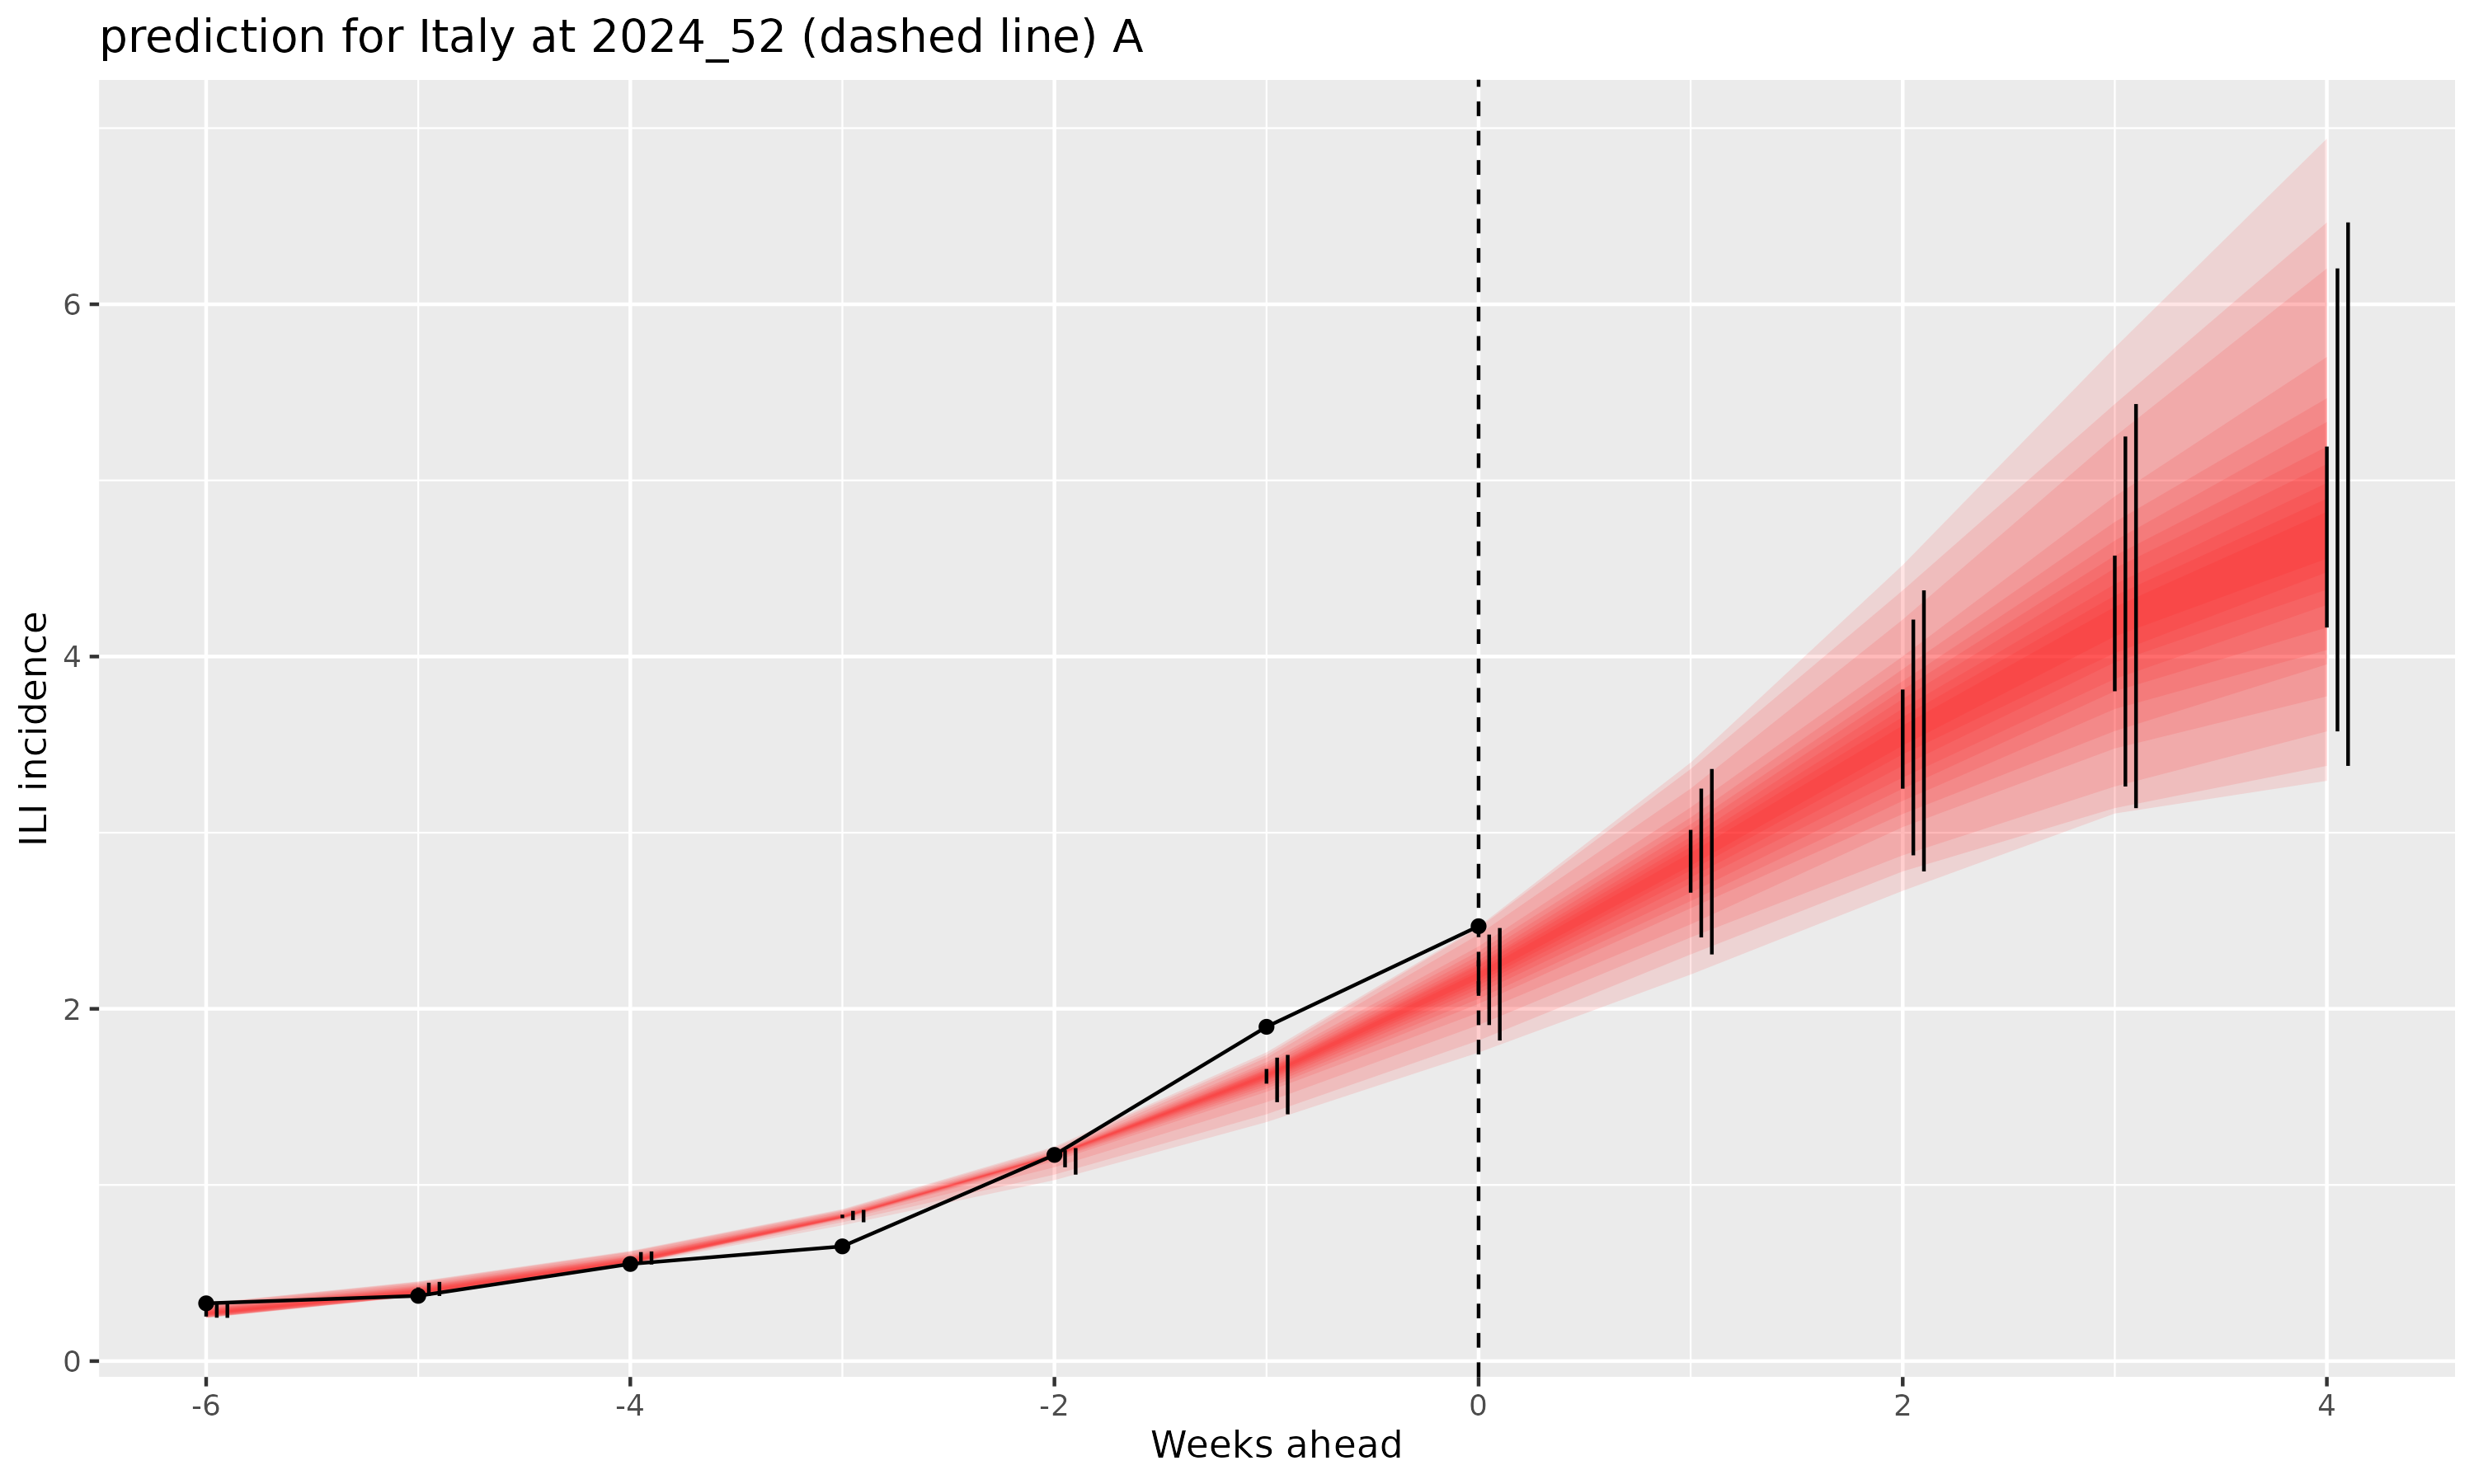 prediction for Italy at 2024_52 (dashed line) A
ILI incidence
6
4
2
0
-6 -4 -2 0 2 4
Weeks ahead